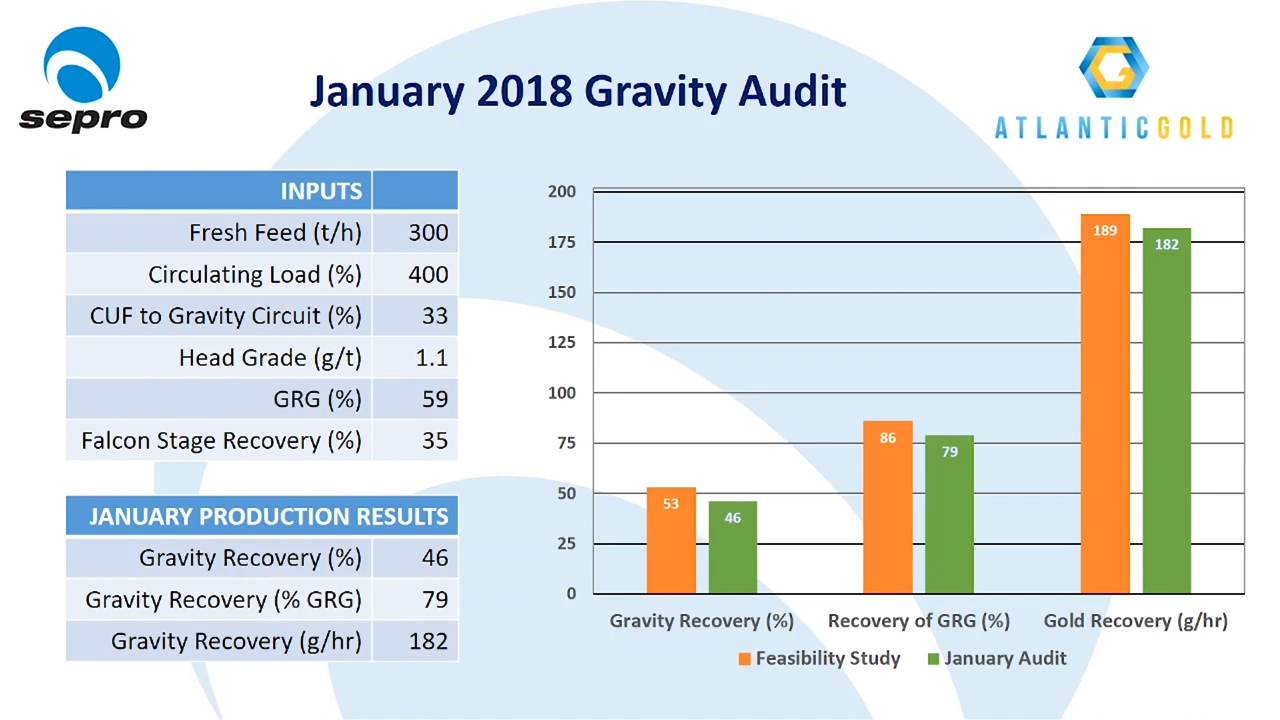 sepro
January 2018 Gravity Audit
ATLANTICGOLD
INPUTS
Fresh Feed (t/h) 300
Circulating Load (%) 400
CUF to Gravity Circuit (%) 33
Head Grade (g/t) 1.1
GRG (%) 59
Falcon Stage Recovery (%) 35
JANUARY PRODUCTION RESULTS
Gravity Recovery (%) 46
Gravity Recovery (% GRG) 79
Gravity Recovery (g/hr) 182
200
175
150
125
100
75
50
25
0
53
46
86
79
189
182
Gravity Recovery (%) Recovery of GRG (%) Gold Recovery (g/hr)
Feasibility Study January Audit